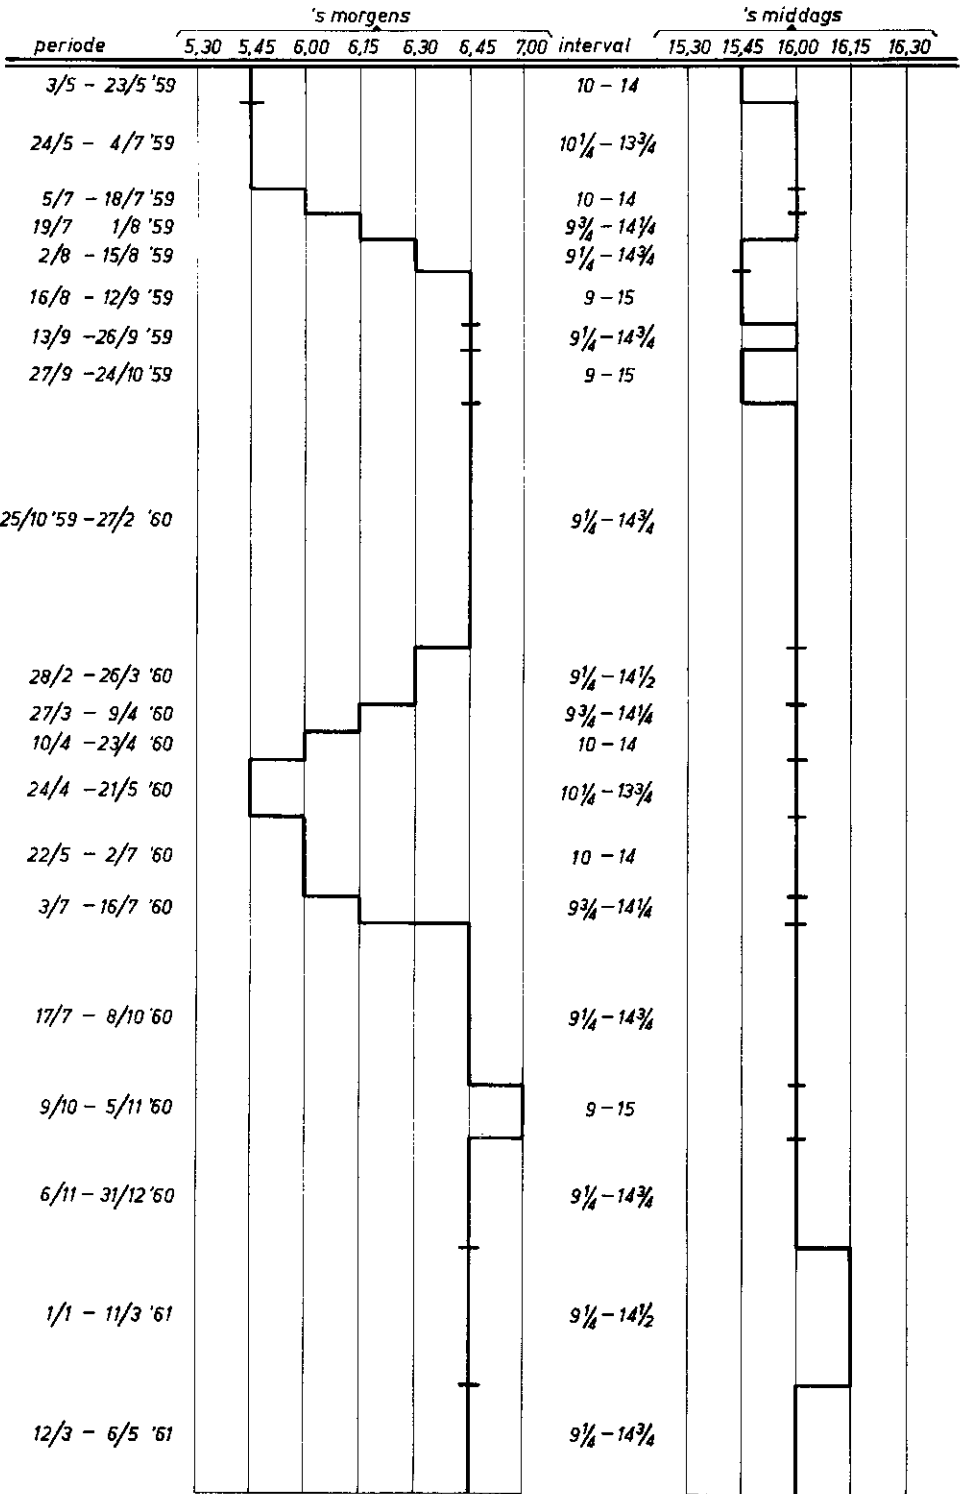 's morgens 's middags
periode 5,30 5,45 6,00 6,15 6,30 6,45 7,00 interval 15,30 15,45 16,00 16,15 16,30
3/5 - 23/5 '59 10 - 14
24/5 - 4/7 '59 10¼ - 13¾
5/7 - 18/7 '59 10 - 14
19/7 1/8 '59 9¾ - 14¼
2/8 - 15/8 '59 9¼ - 14¾
16/8 - 12/9 '59 9 - 15
13/9 - 26/9 '59 9¼ - 14¾
27/9 - 24/10 '59 9 - 15
25/10 '59 - 27/2 '60 9¼ - 14¾
28/2 - 26/3 '60 9¼ - 14½
27/3 - 9/4 '60 9¾ - 14¼
10/4 - 23/4 '60 10 - 14
24/4 - 21/5 '60 10¼ - 13¾
22/5 - 2/7 '60 10 - 14
3/7 - 16/7 '60 9¾ - 14¼
17/7 - 8/10 '60 9¼ - 14¾
9/10 - 5/11 '60 9 - 15
6/11 - 31/12 '60 9¼ - 14¾
1/1 - 11/3 '61 9¼ - 14½
12/3 - 6/5 '61 9¼ - 14¾